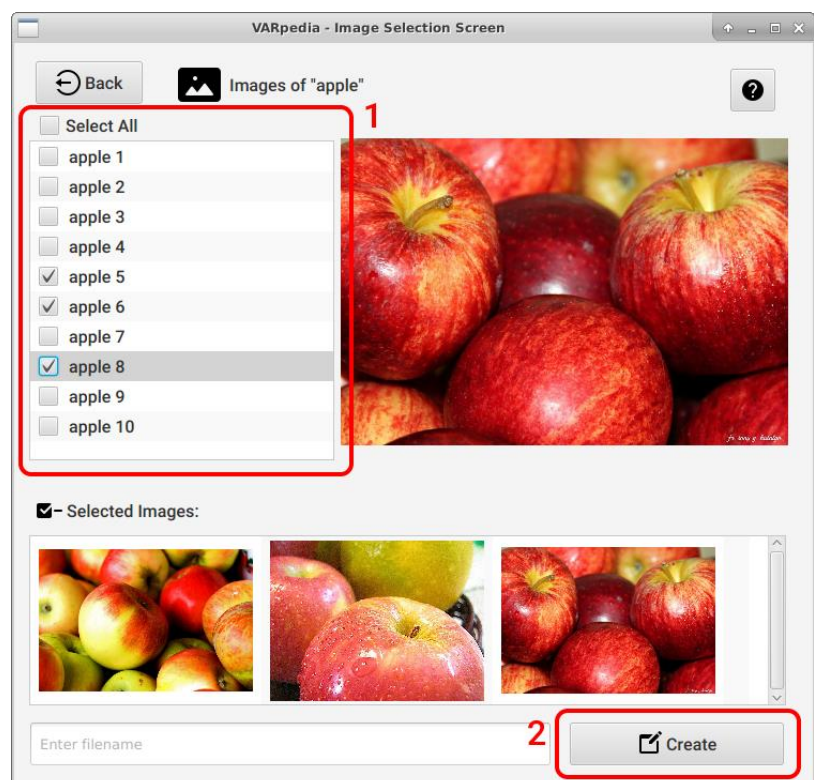 VARpedia - Image Selection Screen
Back
Images of "apple"
1
Select All
apple 1
apple 2
apple 3
apple 4
apple 5
apple 6
apple 7
apple 8
apple 9
apple 10
Selected Images:
Enter filename
2
Create